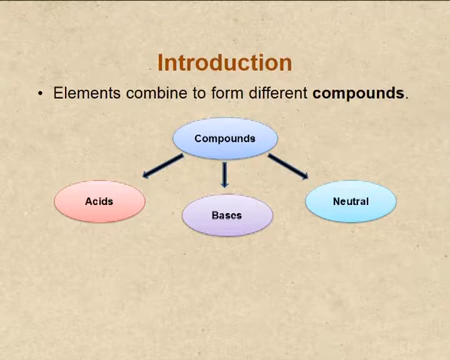 Introduction
• Elements combine to form different compounds.
Compounds
Acids
Bases
Neutral